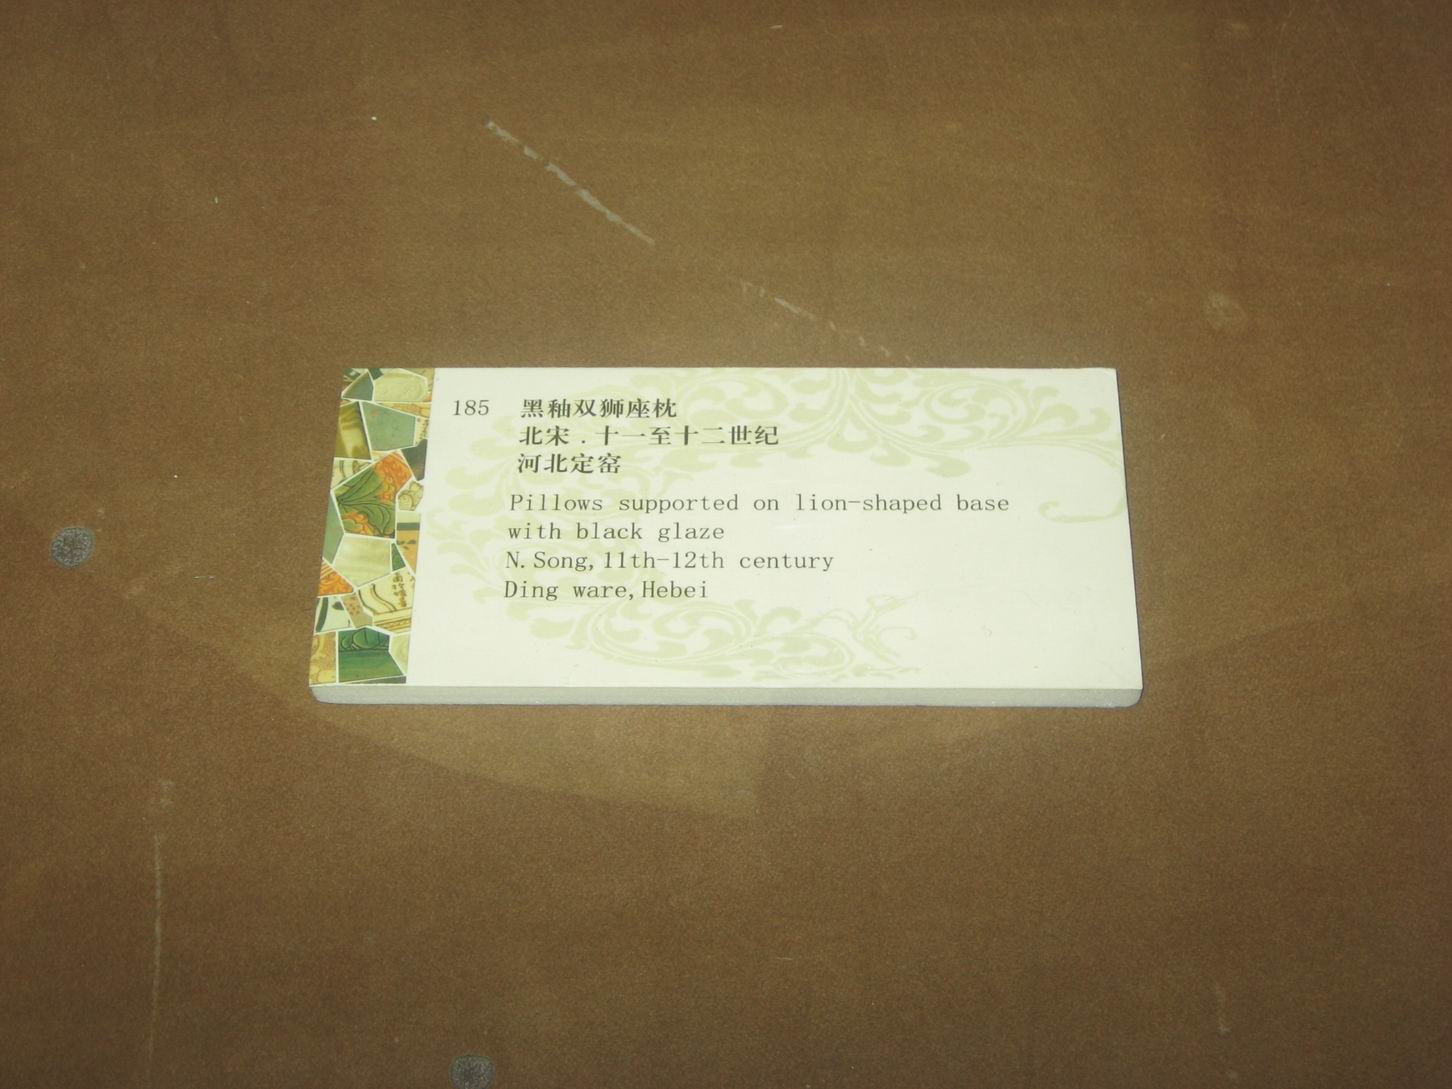 185 黑釉双狮座枕
北宋．十一至十二世纪
河北定窑
Pillows supported on lion-shaped base
with black glaze
N. Song, 11th-12th century
Ding ware, Hebei